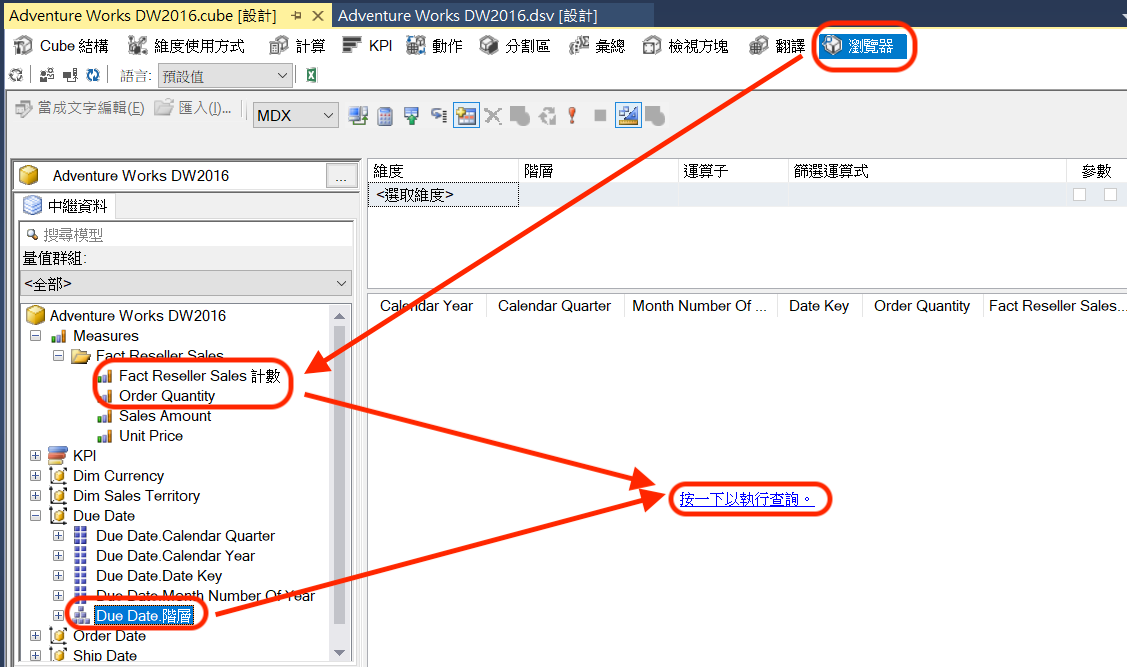 Adventure Works DW2016.cube [設計] Adventure Works DW2016.dsv [設計]
Cube 結構 維度使用方式 計算 KPI 動作 分割區 彙總 檢視方塊 翻譯 瀏覽器
語言: 預設值
當成文字編輯(E) 匯入(I)... MDX
Adventure Works DW2016 ...
中繼資料
搜尋模型
量值群組:
<全部>
Adventure Works DW2016
Measures
Fact Reseller Sales
Fact Reseller Sales 計數
Order Quantity
Sales Amount
Unit Price
KPI
Dim Currency
Dim Sales Territory
Due Date
Due Date.Calendar Quarter
Due Date.Calendar Year
Due Date.Date Key
Due Date.Month Number Of Year
Due Date.階層
Order Date
Ship Date
維度 階層 運算子 篩選運算式 參數
<選取維度>
Calendar Year Calendar Quarter Month Number Of ... Date Key Order Quantity Fact Reseller Sales...
按一下以執行查詢。